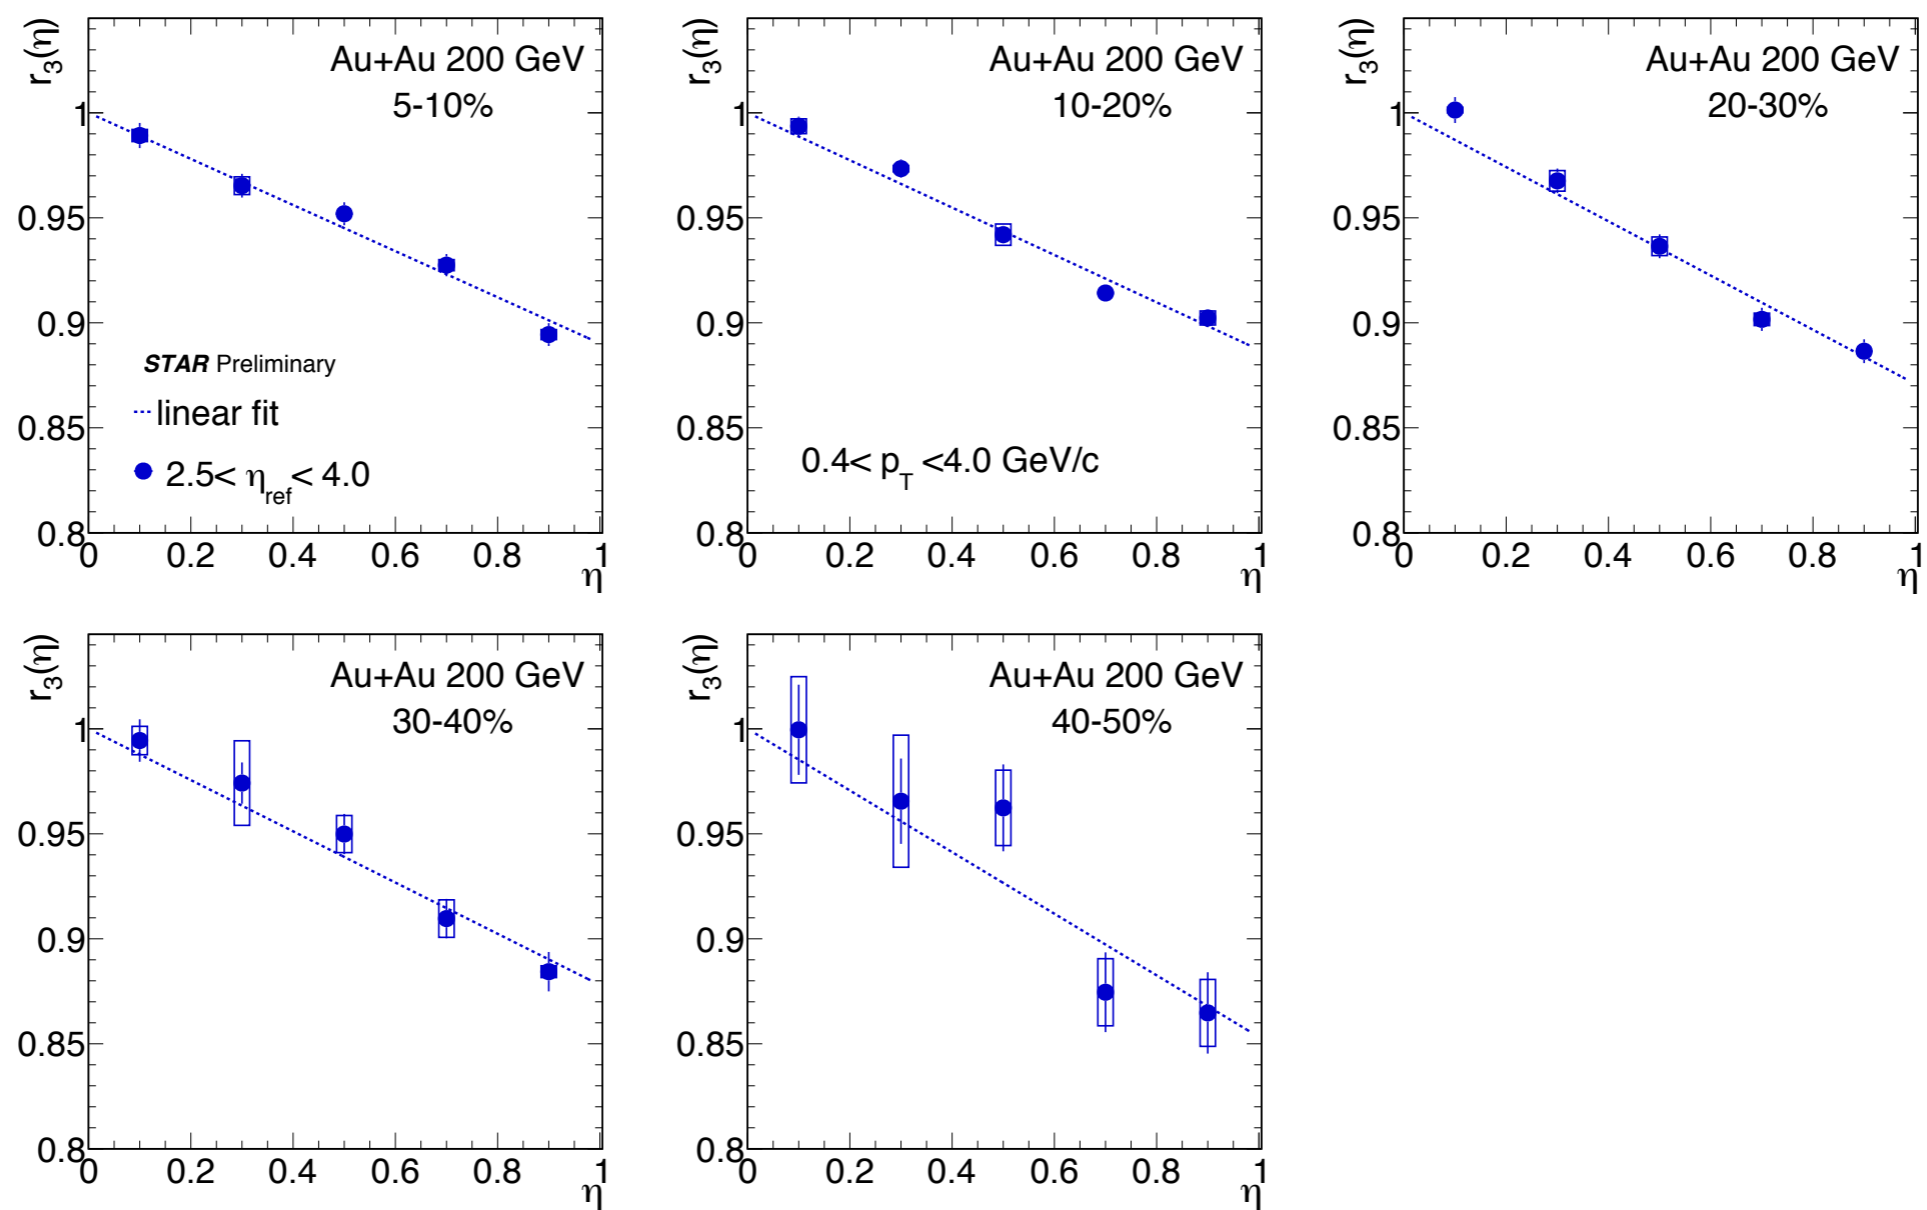 r3(η)
Au+Au 200 GeV
5-10%
1
0.95
0.9
0.85
0.8
STAR Preliminary
linear fit
2.5< ηref< 4.0
0 0.2 0.4 0.6 0.8 1
η
r3(η)
Au+Au 200 GeV
10-20%
1
0.95
0.9
0.85
0.8
0.4< pT <4.0 GeV/c
0 0.2 0.4 0.6 0.8 1
η
r3(η)
Au+Au 200 GeV
20-30%
1
0.95
0.9
0.85
0.8
0 0.2 0.4 0.6 0.8 1
η
r3(η)
Au+Au 200 GeV
30-40%
1
0.95
0.9
0.85
0.8
0 0.2 0.4 0.6 0.8 1
η
r3(η)
Au+Au 200 GeV
40-50%
1
0.95
0.9
0.85
0.8
0 0.2 0.4 0.6 0.8 1
η